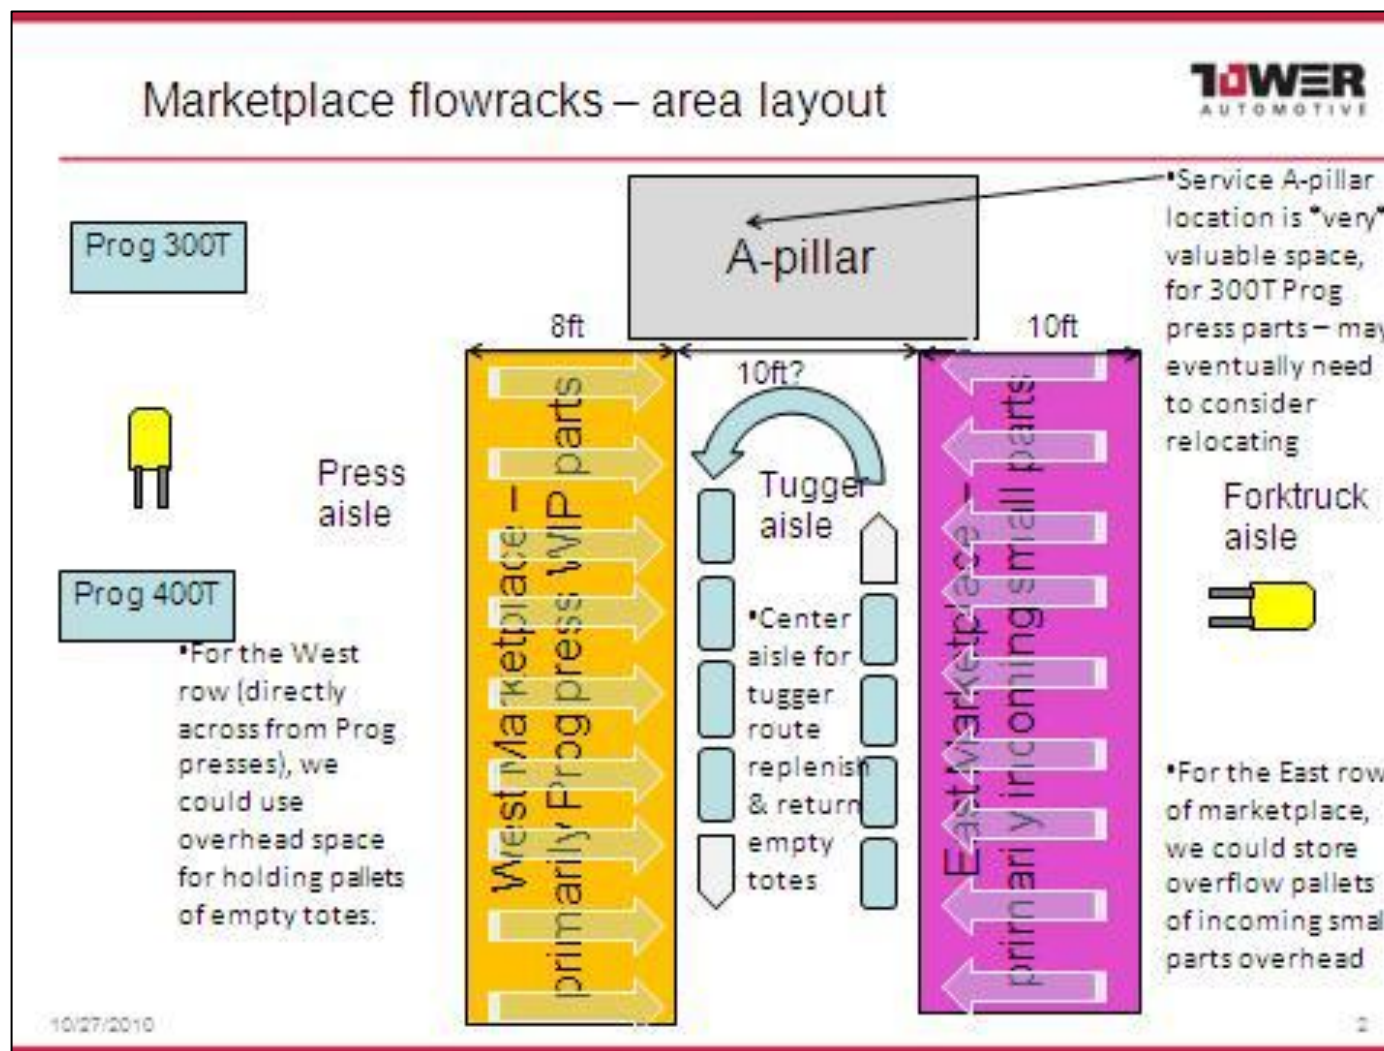 Marketplace flowracks – area layout
TOWER
AUTOMOTIVE
Prog 300T
A-pillar
▪Service A-pillar
location is *very*
valuable space,
for 300T Prog
press parts – may
eventually need
to consider
relocating
8ft
10ft?
10ft
Press
aisle
West Marketplace –
primarily Prog press WIP parts
Tugger
aisle
East Marketplace –
primarily incoming small parts
Forktruck
aisle
Prog 400T
▪For the West
row (directly
across from Prog
presses), we
could use
overhead space
for holding pallets
of empty totes.
▪Center
aisle for
tugger
route
replenish
& return
empty
totes
▪For the East row
of marketplace,
we could store
overflow pallets
of incoming smal
parts overhead
10/27/2010
2